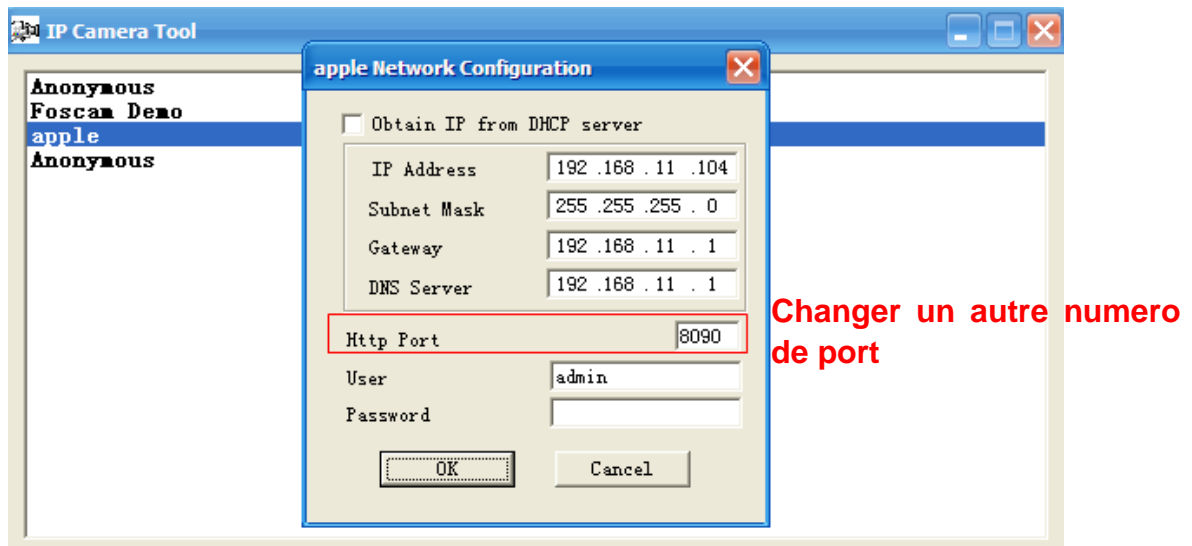 IP Camera Tool
apple Network Configuration
Anonymous
Foscam Demo
apple
Anonymous
Obtain IP from DHCP server
IP Address 192 .168 . 11 .104
Subnet Mask 255 .255 .255 . 0
Gateway 192 .168 . 11 . 1
DNS Server 192 .168 . 11 . 1
Http Port 8090
User admin
Password
OK Cancel
Changer un autre numero
de port